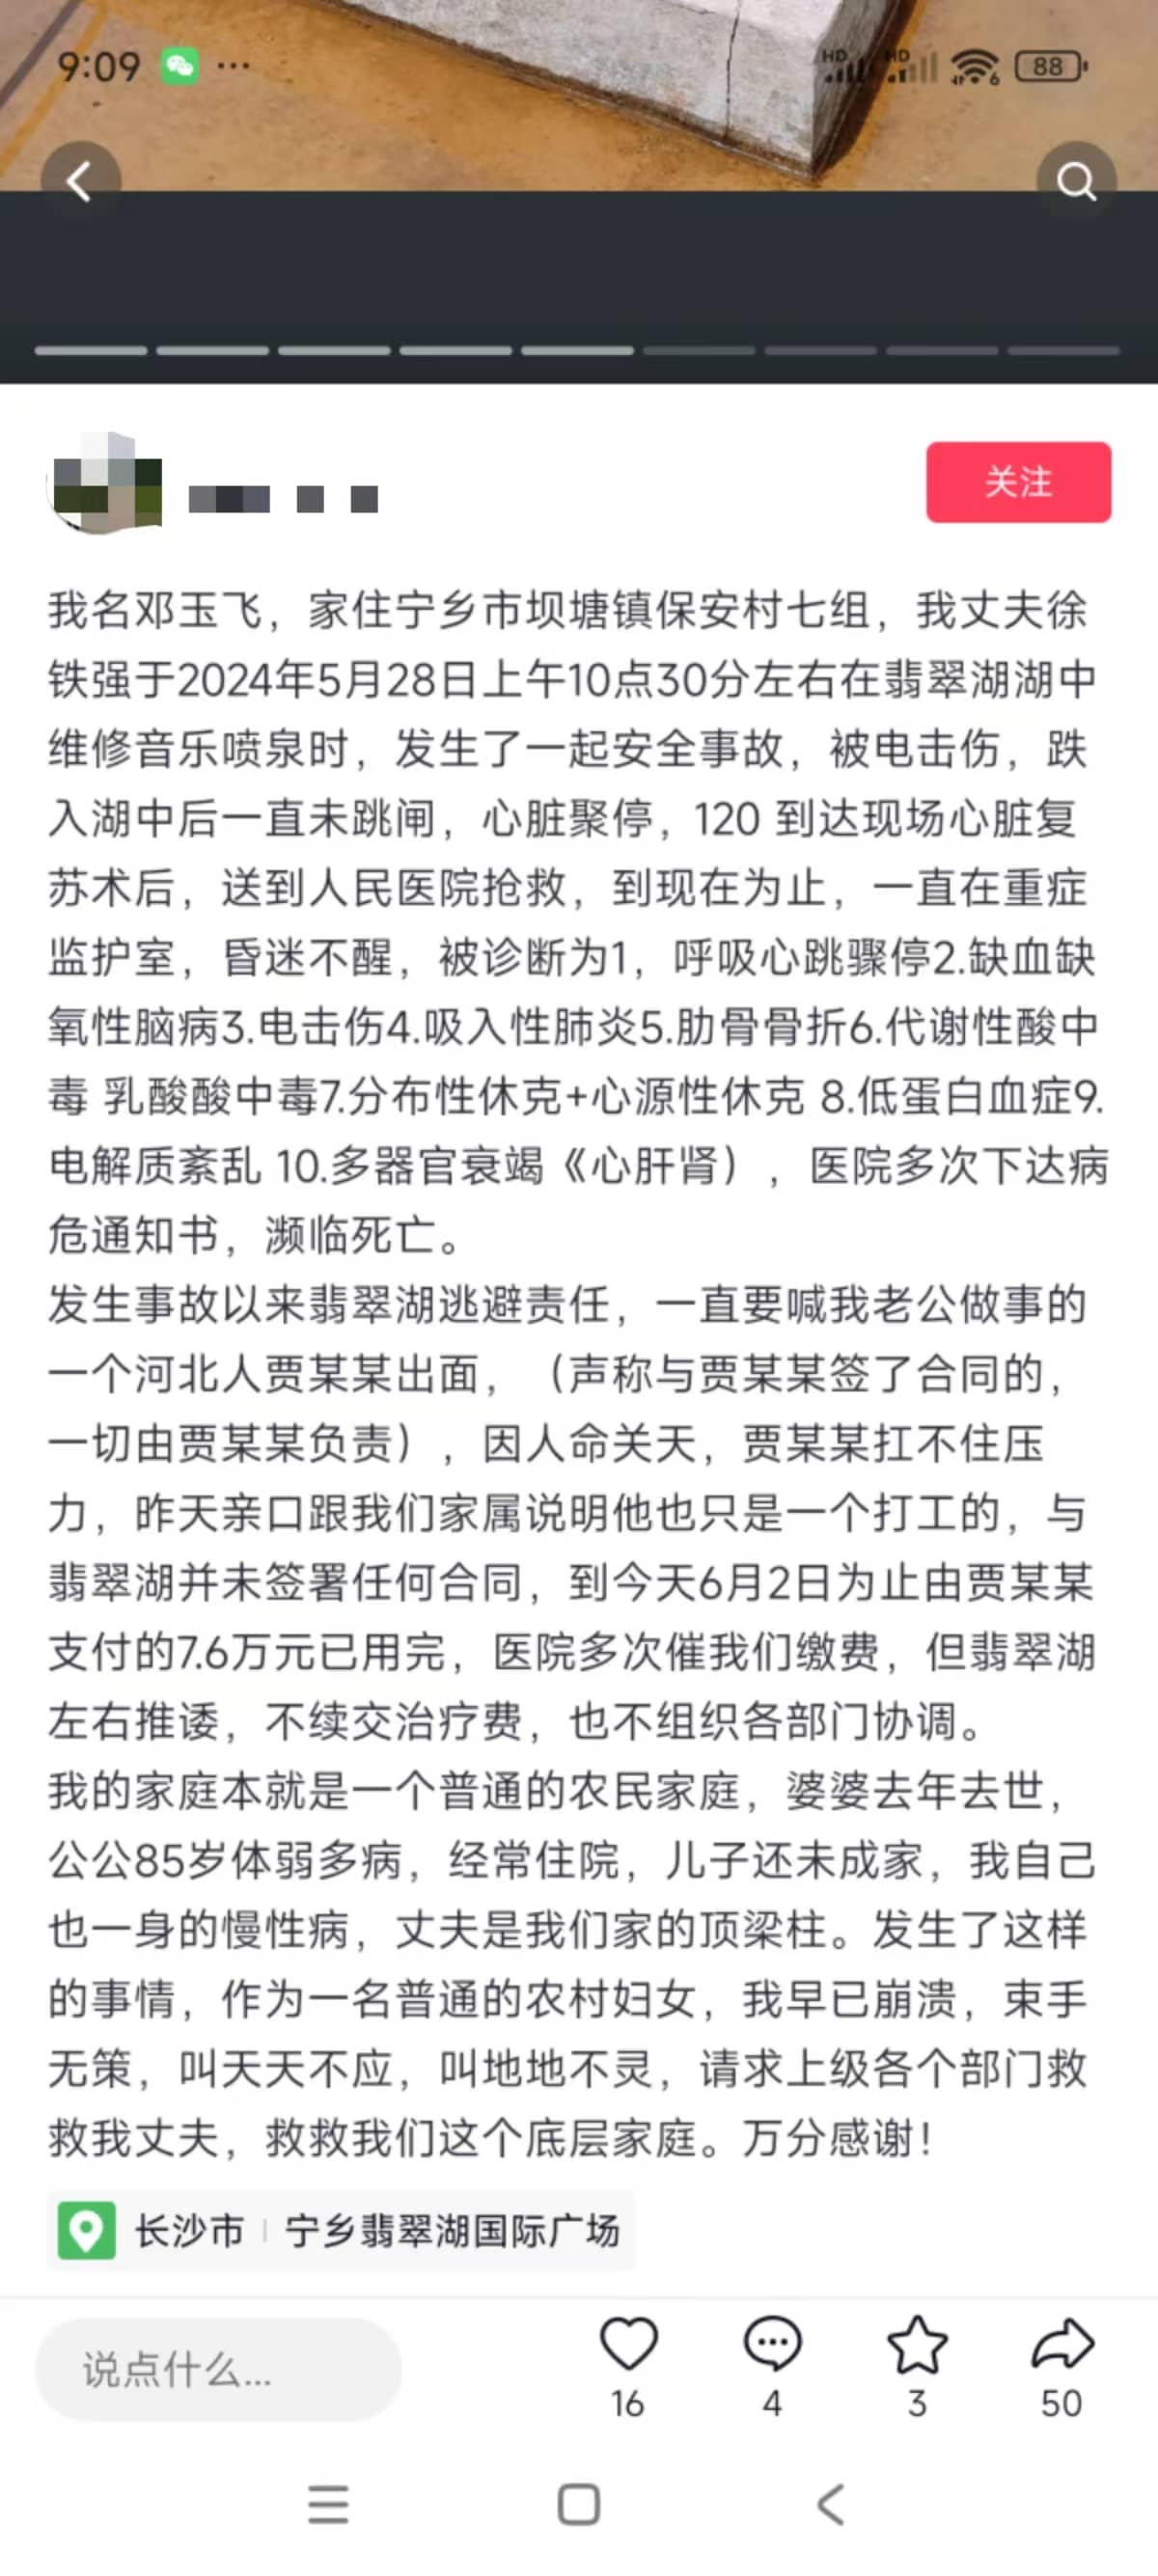 9:09
HD
HD
6
88
关注
我名邓玉飞，家住宁乡市坝塘镇保安村七组，我丈夫徐
铁强于2024年5月28日上午10点30分左右在翡翠湖湖中
维修音乐喷泉时，发生了一起安全事故，被电击伤，跌
入湖中后一直未跳闸，心脏聚停，120 到达现场心脏复
苏术后，送到人民医院抢救，到现在为止，一直在重症
监护室，昏迷不醒，被诊断为1，呼吸心跳骤停2.缺血缺
氧性脑病3.电击伤4.吸入性肺炎5.肋骨骨折6.代谢性酸中
毒 乳酸酸中毒7.分布性休克+心源性休克 8.低蛋白血症9.
电解质紊乱 10.多器官衰竭《心肝肾），医院多次下达病
危通知书，濒临死亡。
发生事故以来翡翠湖逃避责任，一直要喊我老公做事的
一个河北人贾某某出面，（声称与贾某某签了合同的，
一切由贾某某负责），因人命关天，贾某某扛不住压
力，昨天亲口跟我们家属说明他也只是一个打工的，与
翡翠湖并未签署任何合同，到今天6月2日为止由贾某某
支付的7.6万元已用完，医院多次催我们缴费，但翡翠湖
左右推诿，不续交治疗费，也不组织各部门协调。
我的家庭本就是一个普通的农民家庭，婆婆去年去世，
公公85岁体弱多病，经常住院，儿子还未成家，我自己
也一身的慢性病，丈夫是我们家的顶梁柱。发生了这样
的事情，作为一名普通的农村妇女，我早已崩溃，束手
无策，叫天天不应，叫地地不灵，请求上级各个部门救
救我丈夫，救救我们这个底层家庭。万分感谢！
长沙市 | 宁乡翡翠湖国际广场
说点什么...
16
4
3
50